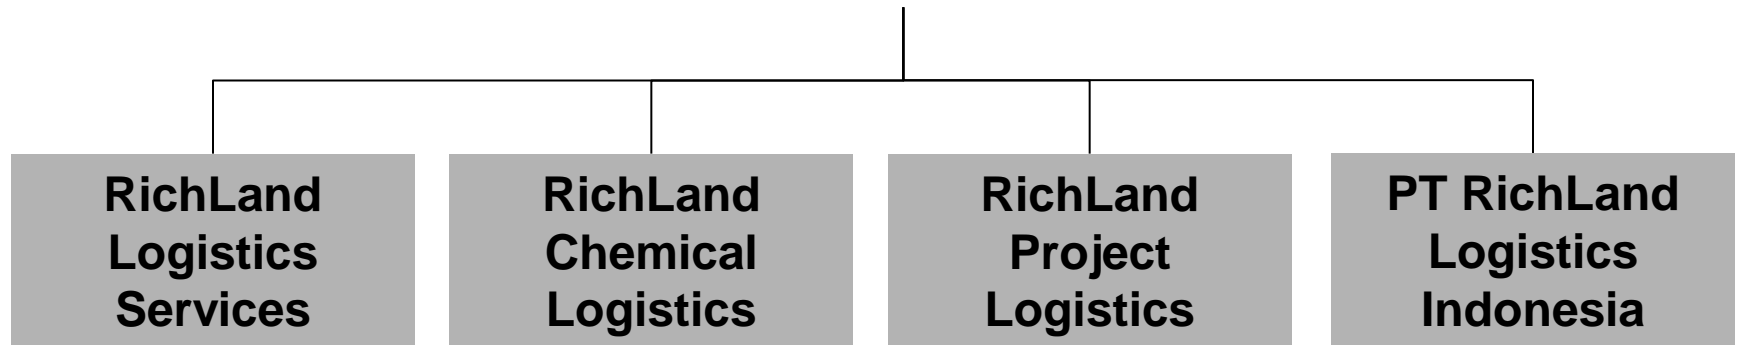 RichLand
Logistics
Services
RichLand
Chemical
Logistics
RichLand
Project
Logistics
PT RichLand
Logistics
Indonesia